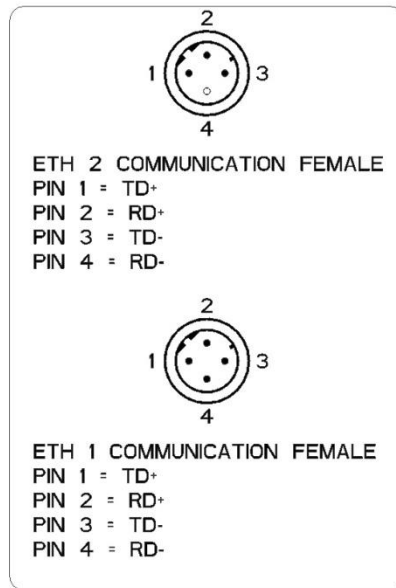 2
1 3
4
ETH 2 COMMUNICATION FEMALE
PIN 1 = TD+
PIN 2 = RD+
PIN 3 = TD-
PIN 4 = RD-
2
1 3
4
ETH 1 COMMUNICATION FEMALE
PIN 1 = TD+
PIN 2 = RD+
PIN 3 = TD-
PIN 4 = RD-